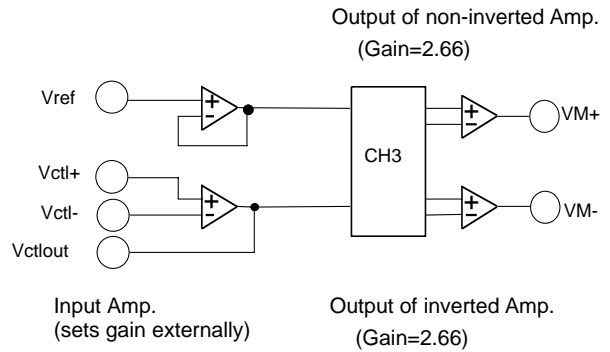 Output of non-inverted Amp.
(Gain=2.66)
Vref
+
-
+
-
VM+
CH3
Vctl+
Vctl-
+
-
+
-
VM-
Vctlout
Input Amp.
(sets gain externally)
Output of inverted Amp.
(Gain=2.66)